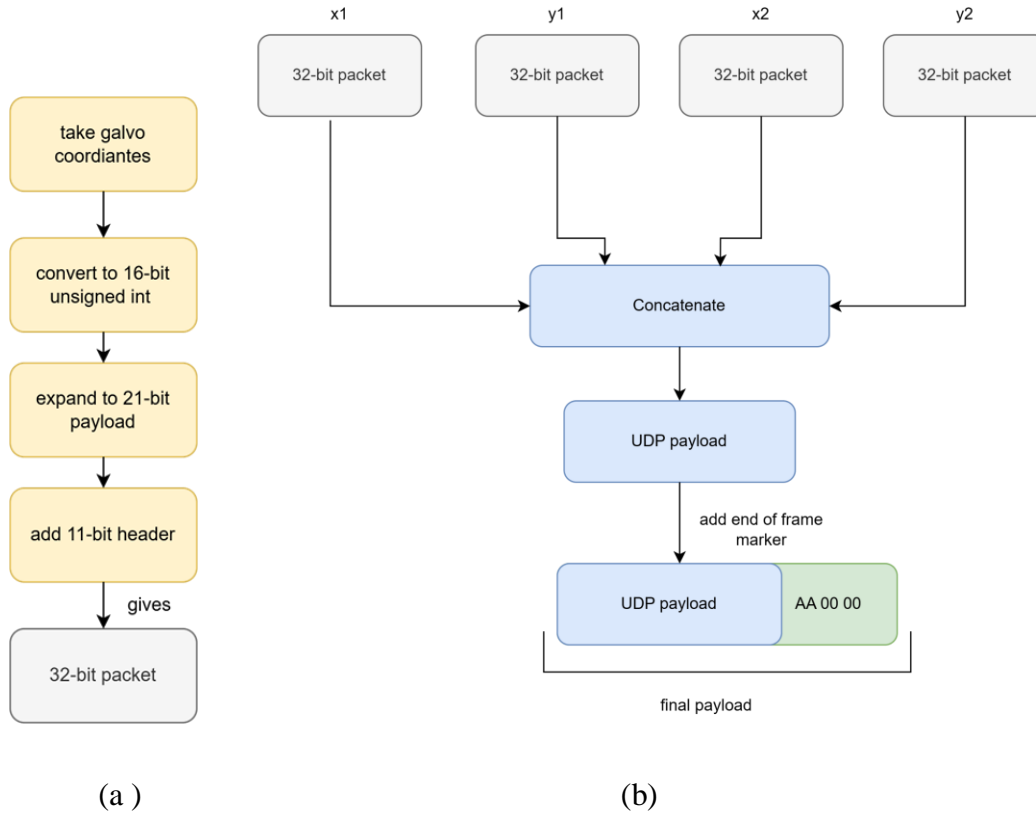 take galvo
coordiantes
convert to 16-bit
unsigned int
expand to 21-bit
payload
add 11-bit header
gives
32-bit packet
(a )
x1
y1
x2
y2
32-bit packet
32-bit packet
32-bit packet
32-bit packet
Concatenate
UDP payload
add end of frame
marker
UDP payload
AA 00 00
final payload
(b)